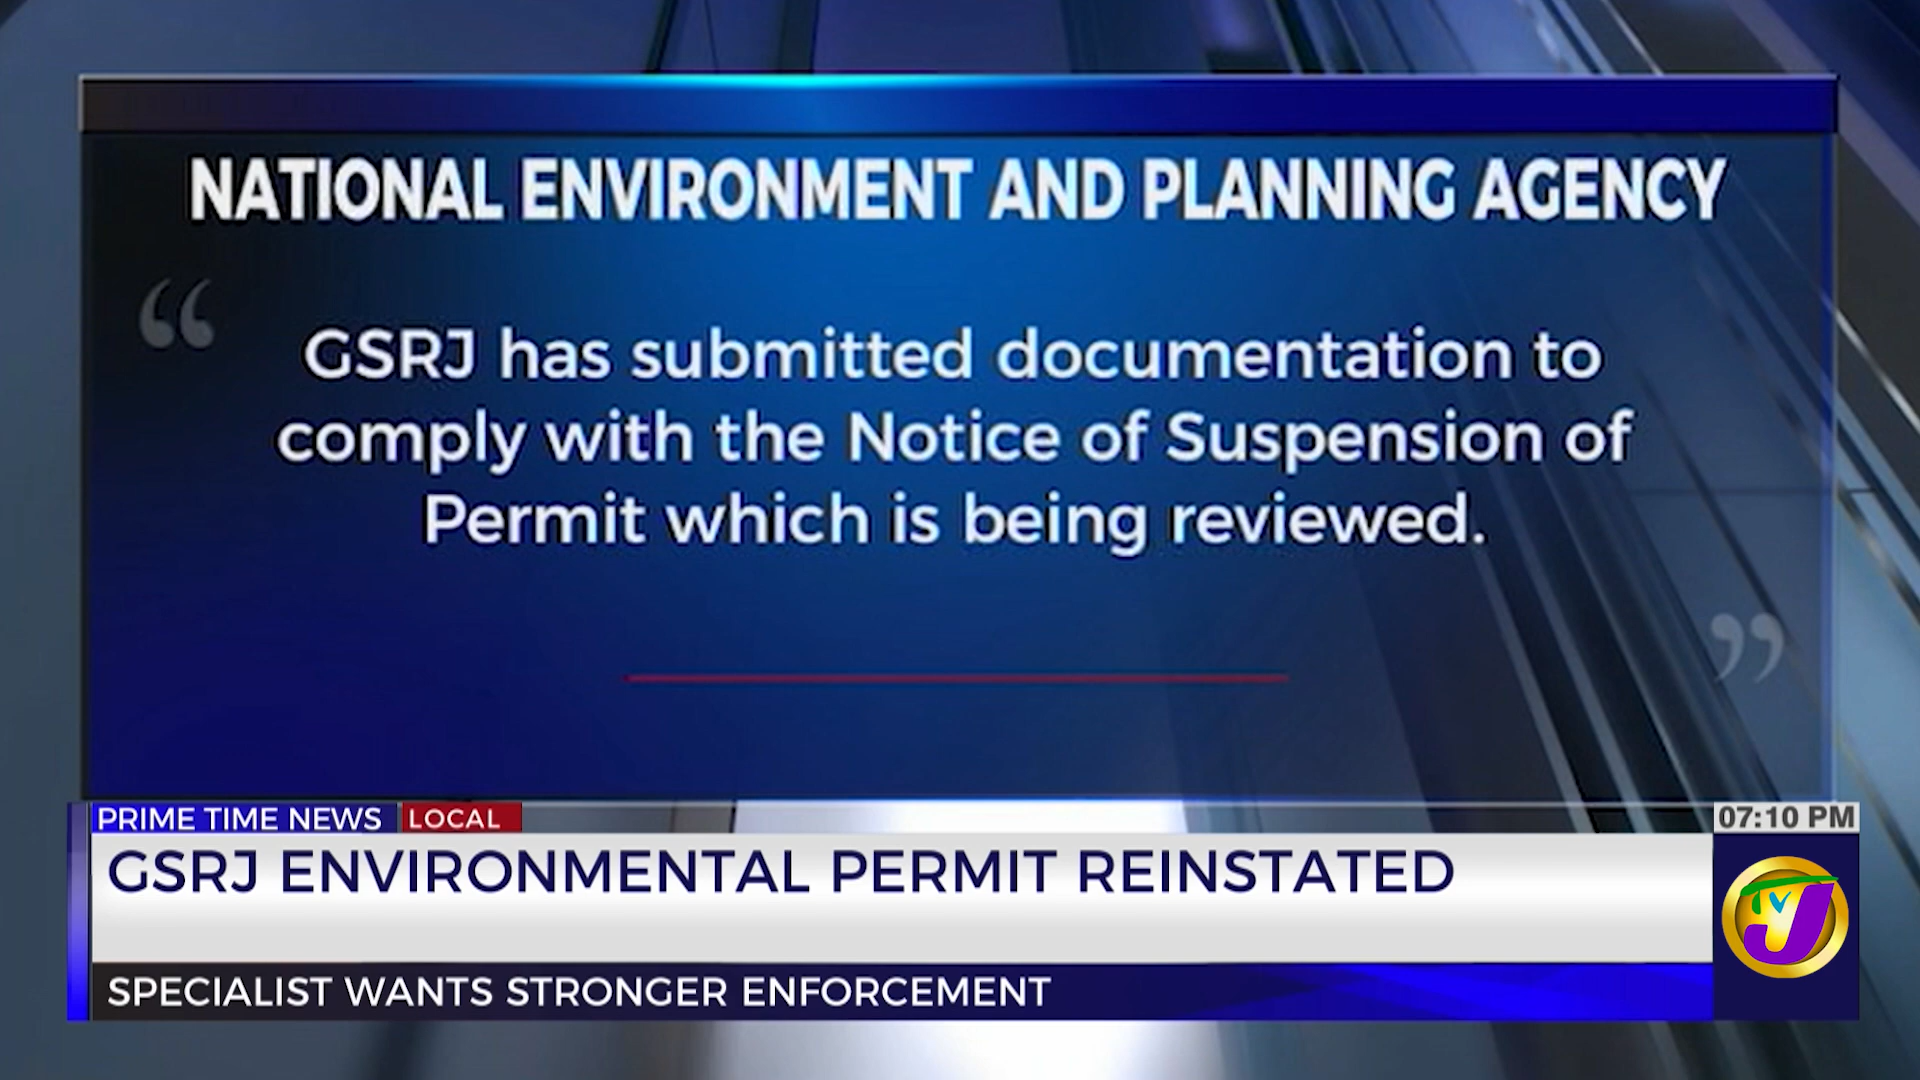 NATIONAL ENVIRONMENT AND PLANNING AGENCY
“
GSRJ has submitted documentation to
comply with the Notice of Suspension of
Permit which is being reviewed.
”
PRIME TIME NEWS LOCAL
07:10 PM
GSRJ ENVIRONMENTAL PERMIT REINSTATED
TVJ
SPECIALIST WANTS STRONGER ENFORCEMENT